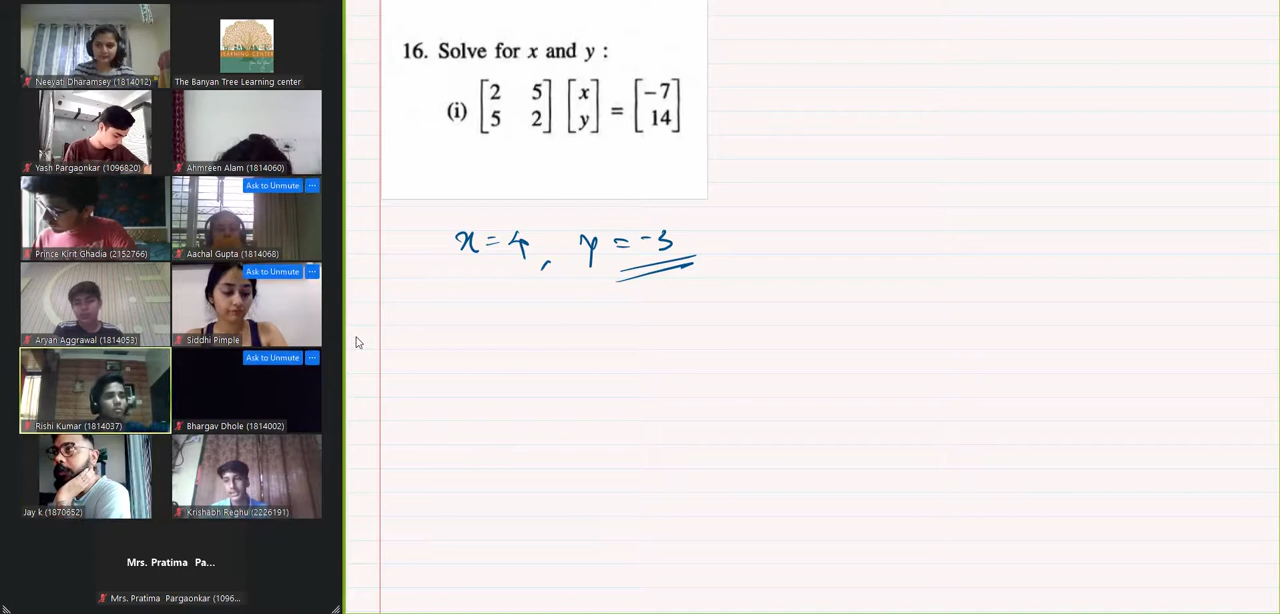 Neeyati Dharamsey (1814012)
LEARNING CENTER
The Banyan Tree Learning center
Yash Pargaonkar (1096820)
Ahmreen Alam (1814060)
Prince Kirit Ghadia (2152766)
Ask to Unmute ...
Aachal Gupta (1814068)
Aryan Aggrawal (1814053)
Ask to Unmute ...
Siddhi Pimple
Rishi Kumar (1814037)
Ask to Unmute ...
Bhargav Dhole (1814002)
Jay k (1870652)
Krishabh Reghu (2226191)
Mrs. Pratima Pa...
Mrs. Pratima Pargaonkar (1096...
16. Solve for x and y :
(i) [2 5 [x = [-7
5 2] y] 14]
x = 4, y = -3